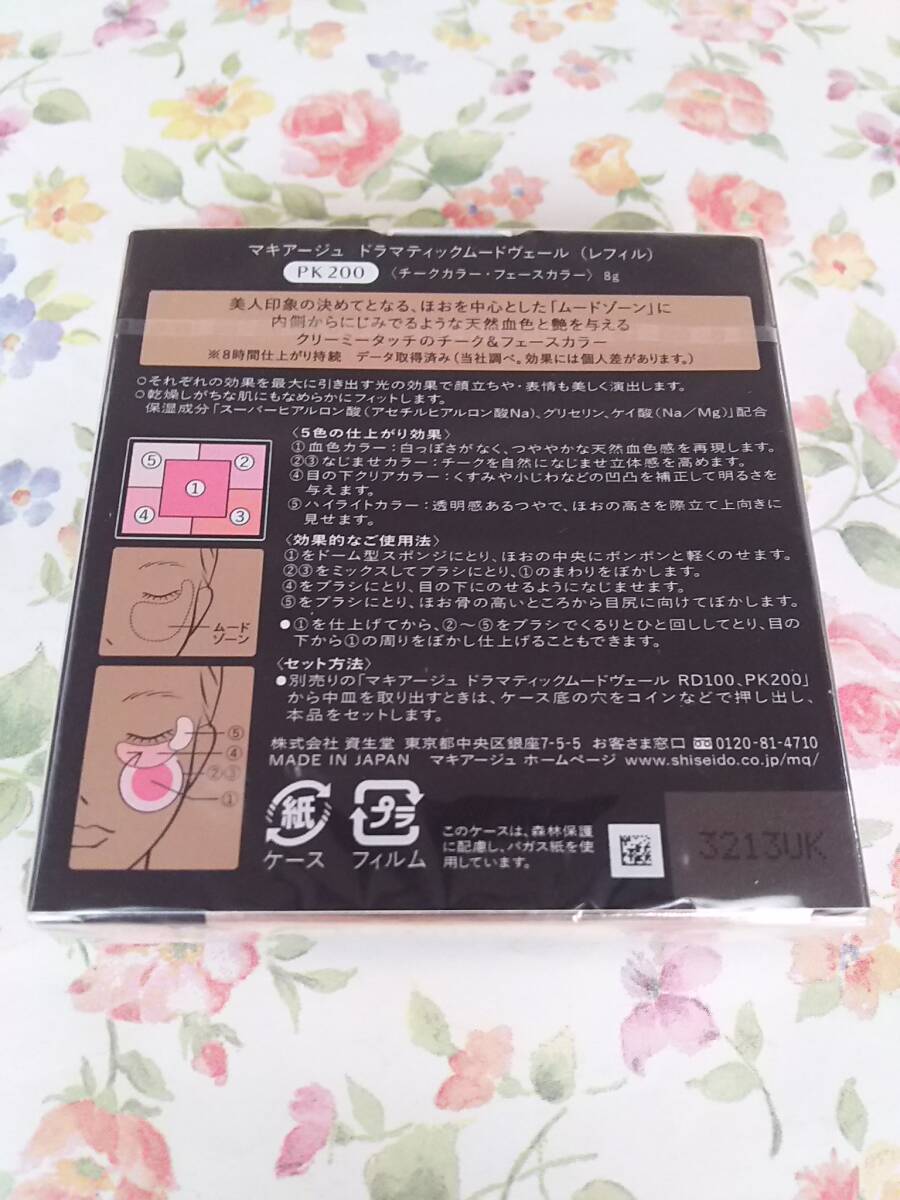 マキアージュ ドラマティックムードヴェール (レフィル)
PK 200 〈チークカラー・フェースカラー〉 8g
美人印象の決めてとなる、ほおを中心とした「ムードゾーン」に
内側からにじみでるような天然血色と艶を与える
クリーミータッチのチーク&フェースカラー
※8時間仕上がり持続 データ取得済み(当社調べ。効果には個人差があります。)
○それぞれの効果を最大に引き出す光の効果で顔立ちや・表情も美しく演出します。
○乾燥しがちな肌にもなめらかにフィットします。
保湿成分「スーパーヒアルロン酸(アセチルヒアルロン酸Na)、グリセリン、ケイ酸(Na/Mg)」配合
⑤ ② ① ④ ③
〈5色の仕上がり効果〉
①血色カラー:白っぽさがなく、つややかな天然血色感を再現します。
②③なじませカラー:チークを自然になじませ立体感を高めます。
④目の下クリアカラー:くすみや小じわなどの凹凸を補正して明るさを
与えます。
⑤ハイライトカラー:透明感あるつやで、ほおの高さを際立て上向きに
見せます。
〈効果的なご使用法〉
①をドーム型スポンジにとり、ほおの中央にポンポンと軽くのせます。
②③をミックスしてブラシにとり、①のまわりをぼかします。
④をブラシにとり、目の下にのせるようになじませます。
⑤をブラシにとり、ほお骨の高いところから目尻に向けてぼかします。
●①を仕上げてから、②〜⑤をブラシでくるりとひと回ししてとり、目の
下から①の周りをぼかし仕上げることもできます。
ムード
ゾーン
⑤
④
②③
①
〈セット方法〉
●別売りの「マキアージュ ドラマティックムードヴェール RD100、PK200」
から中皿を取り出すときは、ケース底の穴をコインなどで押し出し、
本品をセットします。
株式会社 資生堂 東京都中央区銀座7-5-5 お客さま窓口 0120-81-4710
MADE IN JAPAN マキアージュ ホームページ www.shiseido.co.jp/mq/
紙
ケース
プラ
フィルム
このケースは、森林保護
に配慮し、バガス紙を使
用しています。
3213UK